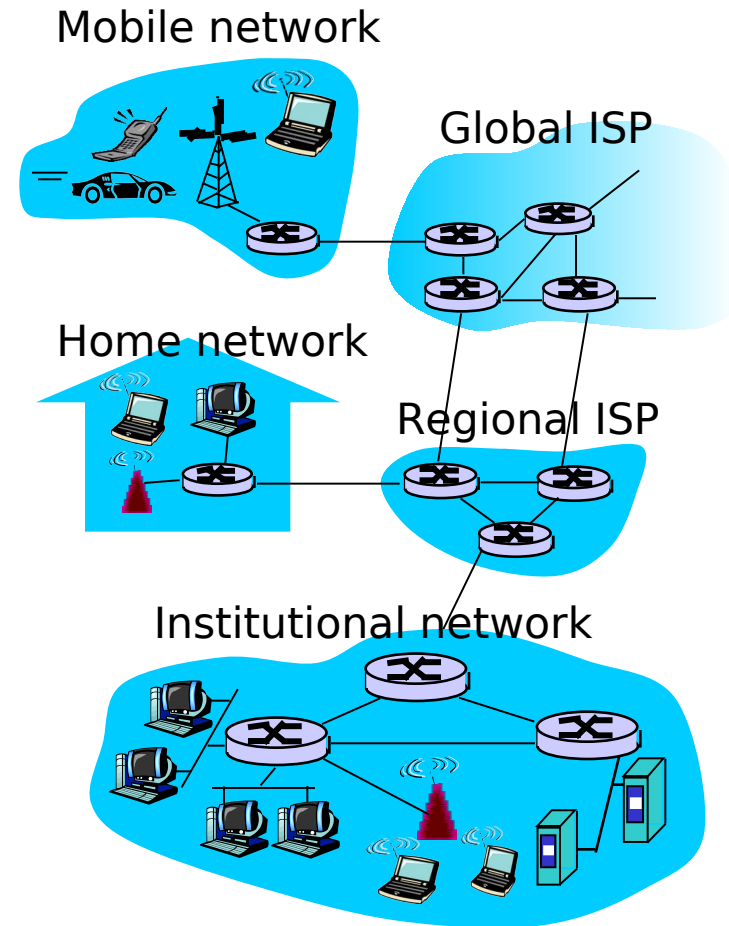 Mobile network
Global ISP
Home network
Regional ISP
Institutional network